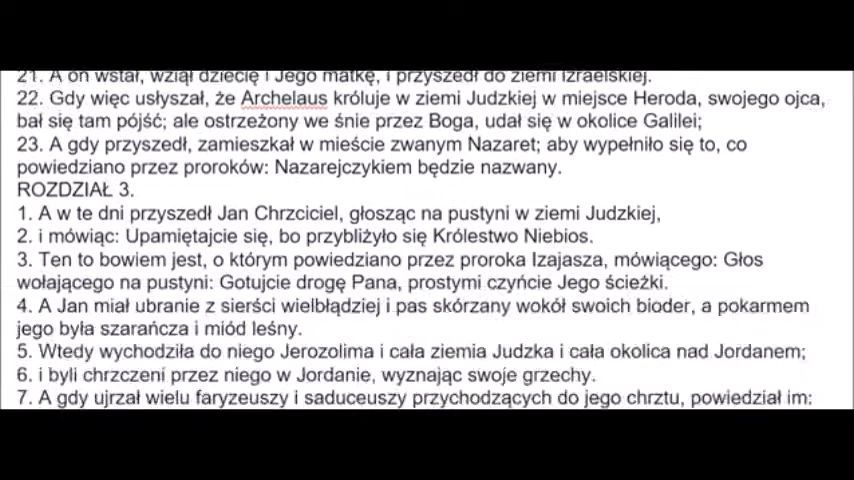 21. A on wstał, wziął dziecię i Jego matkę, i przyszedł do ziemi Izraelskiej.
22. Gdy więc usłyszał, że Archelaus króluje w ziemi Judzkiej w miejsce Heroda, swojego ojca,
bał się tam pójść; ale ostrzeżony we śnie przez Boga, udał się w okolice Galilei;
23. A gdy przyszedł, zamieszkał w mieście zwanym Nazaret; aby wypełniło się to, co
powiedziano przez proroków: Nazarejczykiem będzie nazwany.
ROZDZIAŁ 3.
1. A w te dni przyszedł Jan Chrzciciel, głosząc na pustyni w ziemi Judzkiej,
2. i mówiąc: Upamiętajcie się, bo przybliżyło się Królestwo Niebios.
3. Ten to bowiem jest, o którym powiedziano przez proroka Izajasza, mówiącego: Głos
wołającego na pustyni: Gotujcie drogę Pana, prostymi czyńcie Jego ścieżki.
4. A Jan miał ubranie z sierści wielbłądziej i pas skórzany wokół swoich bioder, a pokarmem
jego była szarańcza i miód leśny.
5. Wtedy wychodziła do niego Jerozolima i cała ziemia Judzka i cała okolica nad Jordanem;
6. i byli chrzczeni przez niego w Jordanie, wyznając swoje grzechy.
7. A gdy ujrzał wielu faryzeuszy i saduceuszy przychodzących do jego chrztu, powiedział im: